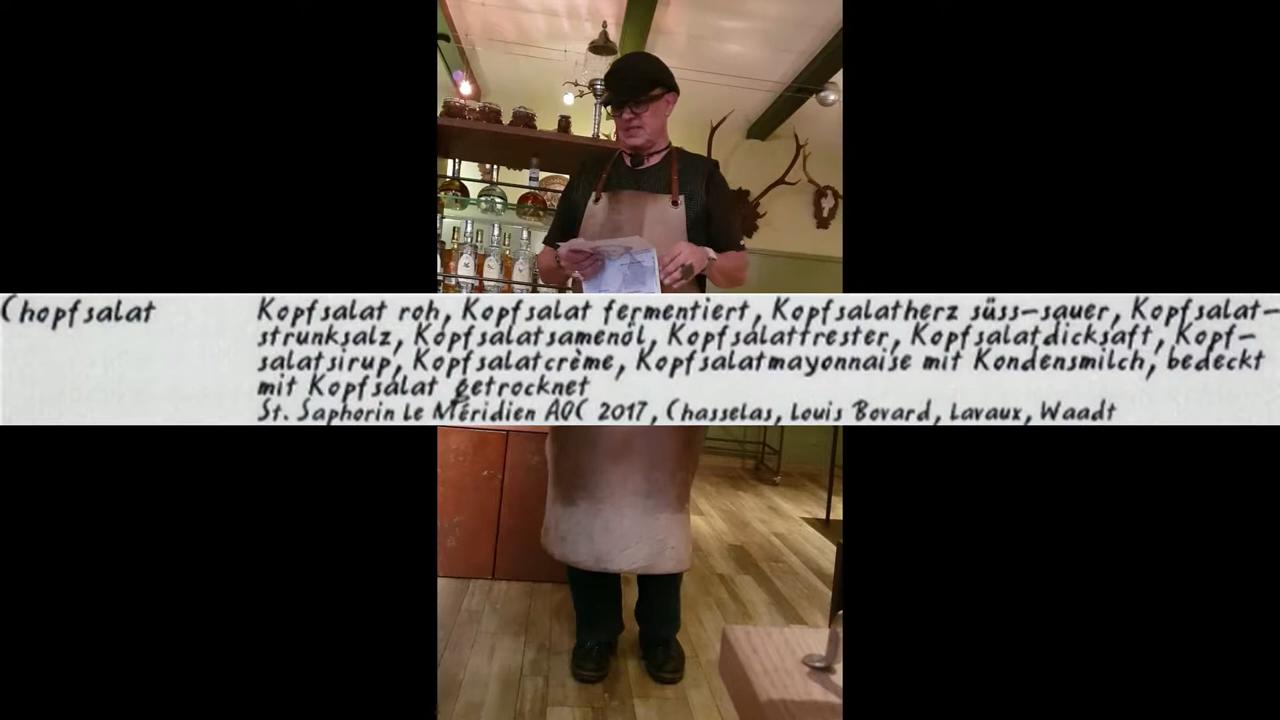 Chopfsalat Kopfsalat roh, Kopfsalat fermentiert, Kopfsalatherz süss-sauer, Kopfsalat-
strunksalz, Kopfsalatsamenöl, Kopfsalattrester, Kopfsalatdicksaft, Kopf-
salatsirup, Kopfsalatcrème, Kopfsalatmayonnaise mit Kondensmilch, bedeckt
mit Kopfsalat getrocknet
St. Saphorin Le Méridien AOC 2017, Chasselas, Louis Bovard, Lavaux, Waadt